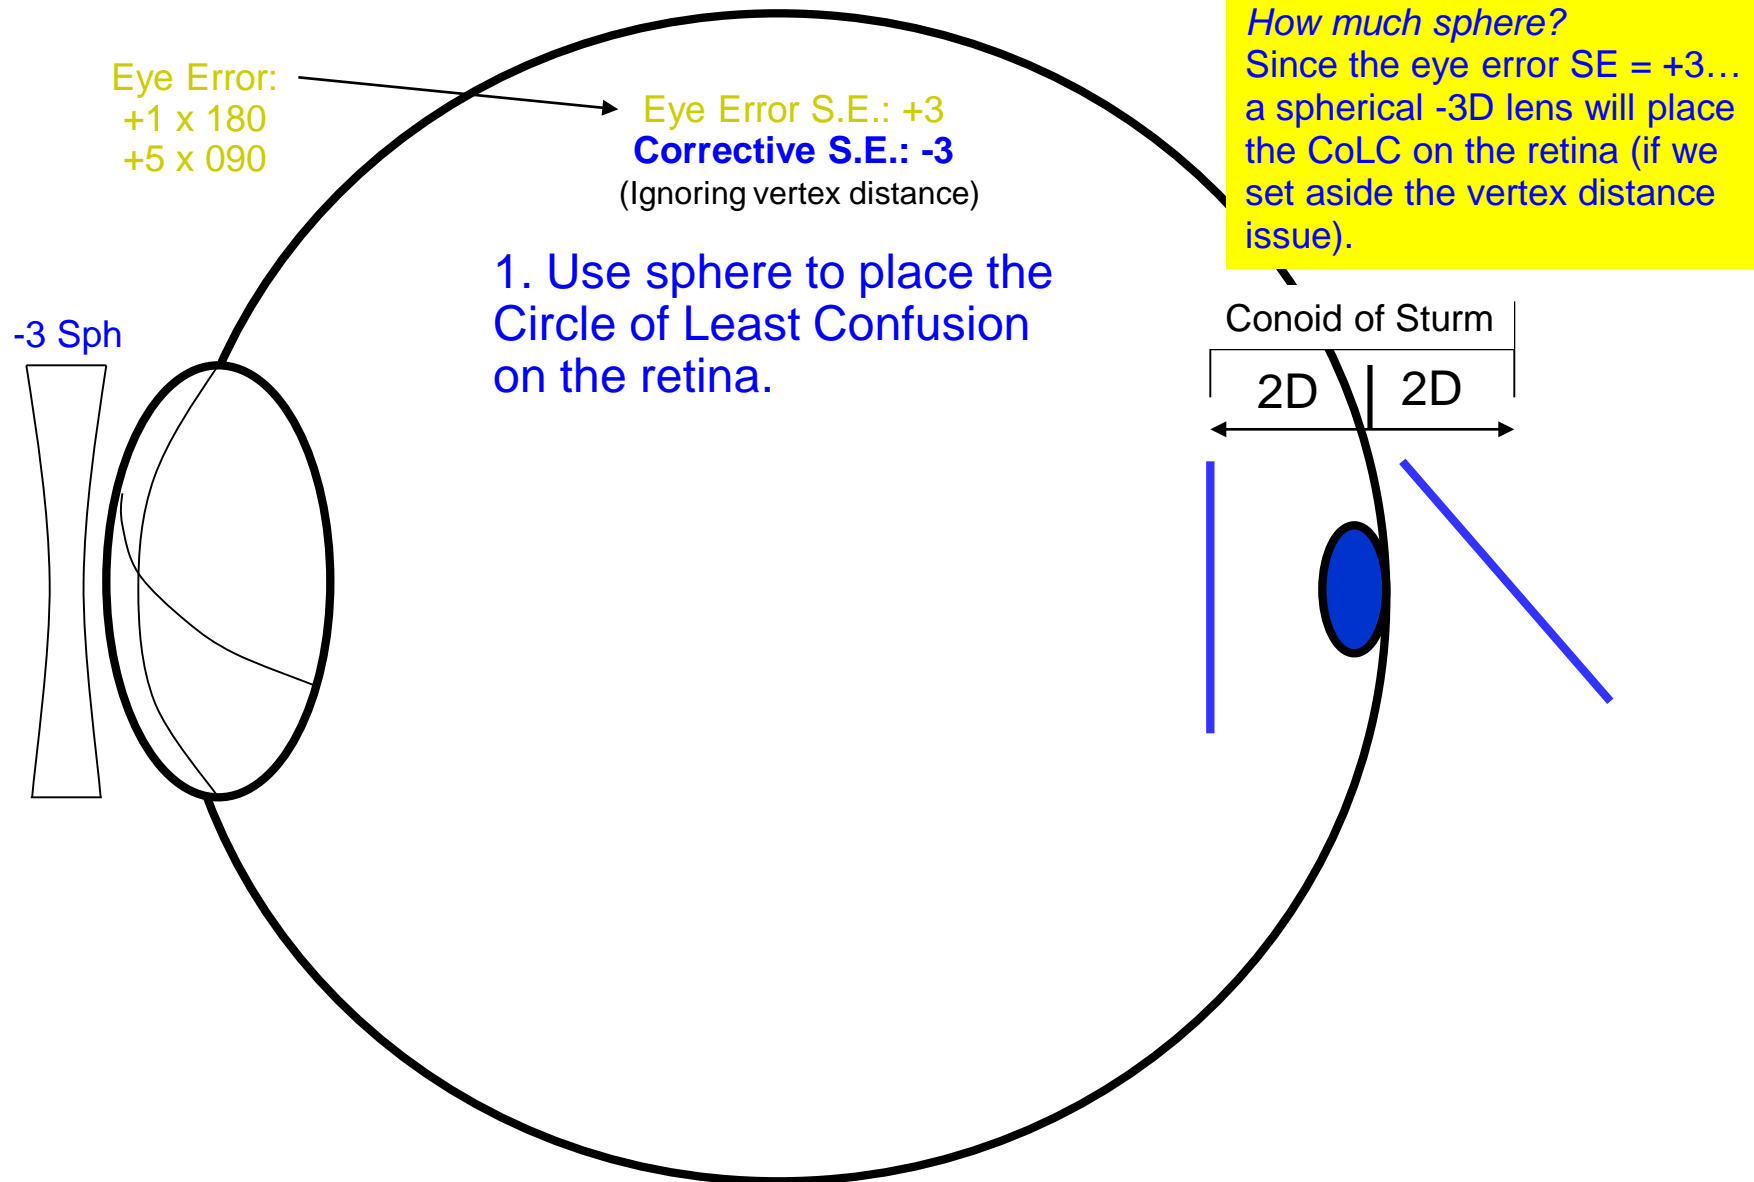 How much sphere?
Since the eye error SE = +3…
a spherical -3D lens will place
the CoLC on the retina (if we
set aside the vertex distance
issue).
Eye Error:
+1 x 180
+5 x 090
Eye Error S.E.: +3
Corrective S.E.: -3
(Ignoring vertex distance)
1. Use sphere to place the
Circle of Least Confusion
on the retina.
-3 Sph
Conoid of Sturm
2D 2D